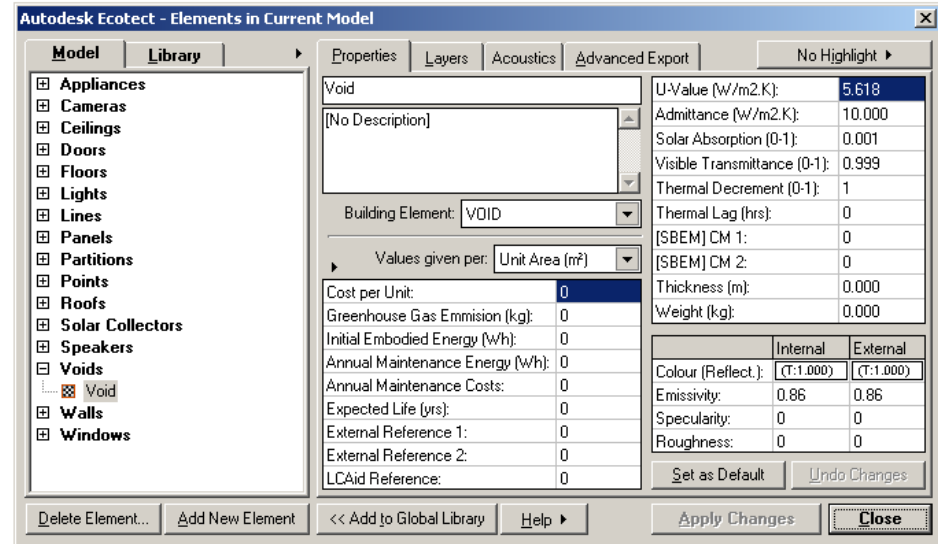 Autodesk Ecotect - Elements in Current Model
Model Library
Appliances
Cameras
Ceilings
Doors
Floors
Lights
Lines
Panels
Partitions
Points
Roofs
Solar Collectors
Speakers
Voids
Void
Walls
Windows
Properties Layers Acoustics Advanced Export
No Highlight
Void
[No Description]
Building Element: VOID
Values given per: Unit Area (m²)
Cost per Unit: 0
Greenhouse Gas Emmision (kg): 0
Initial Embodied Energy (Wh): 0
Annual Maintenance Energy (Wh): 0
Annual Maintenance Costs: 0
Expected Life (yrs): 0
External Reference 1: 0
External Reference 2: 0
LCAid Reference: 0
U-Value (W/m2.K): 5.618
Admittance (W/m2.K): 10.000
Solar Absorption (0-1): 0.001
Visible Transmittance (0-1): 0.999
Thermal Decrement (0-1): 1
Thermal Lag (hrs): 0
[SBEM] CM 1: 0
[SBEM] CM 2: 0
Thickness (m): 0.000
Weight (kg): 0.000
Internal External
Colour (Reflect.): (T:1.000) (T:1.000)
Emissivity: 0.86 0.86
Specularity: 0 0
Roughness: 0 0
Set as Default Undo Changes
Delete Element... Add New Element << Add to Global Library Help Apply Changes Close